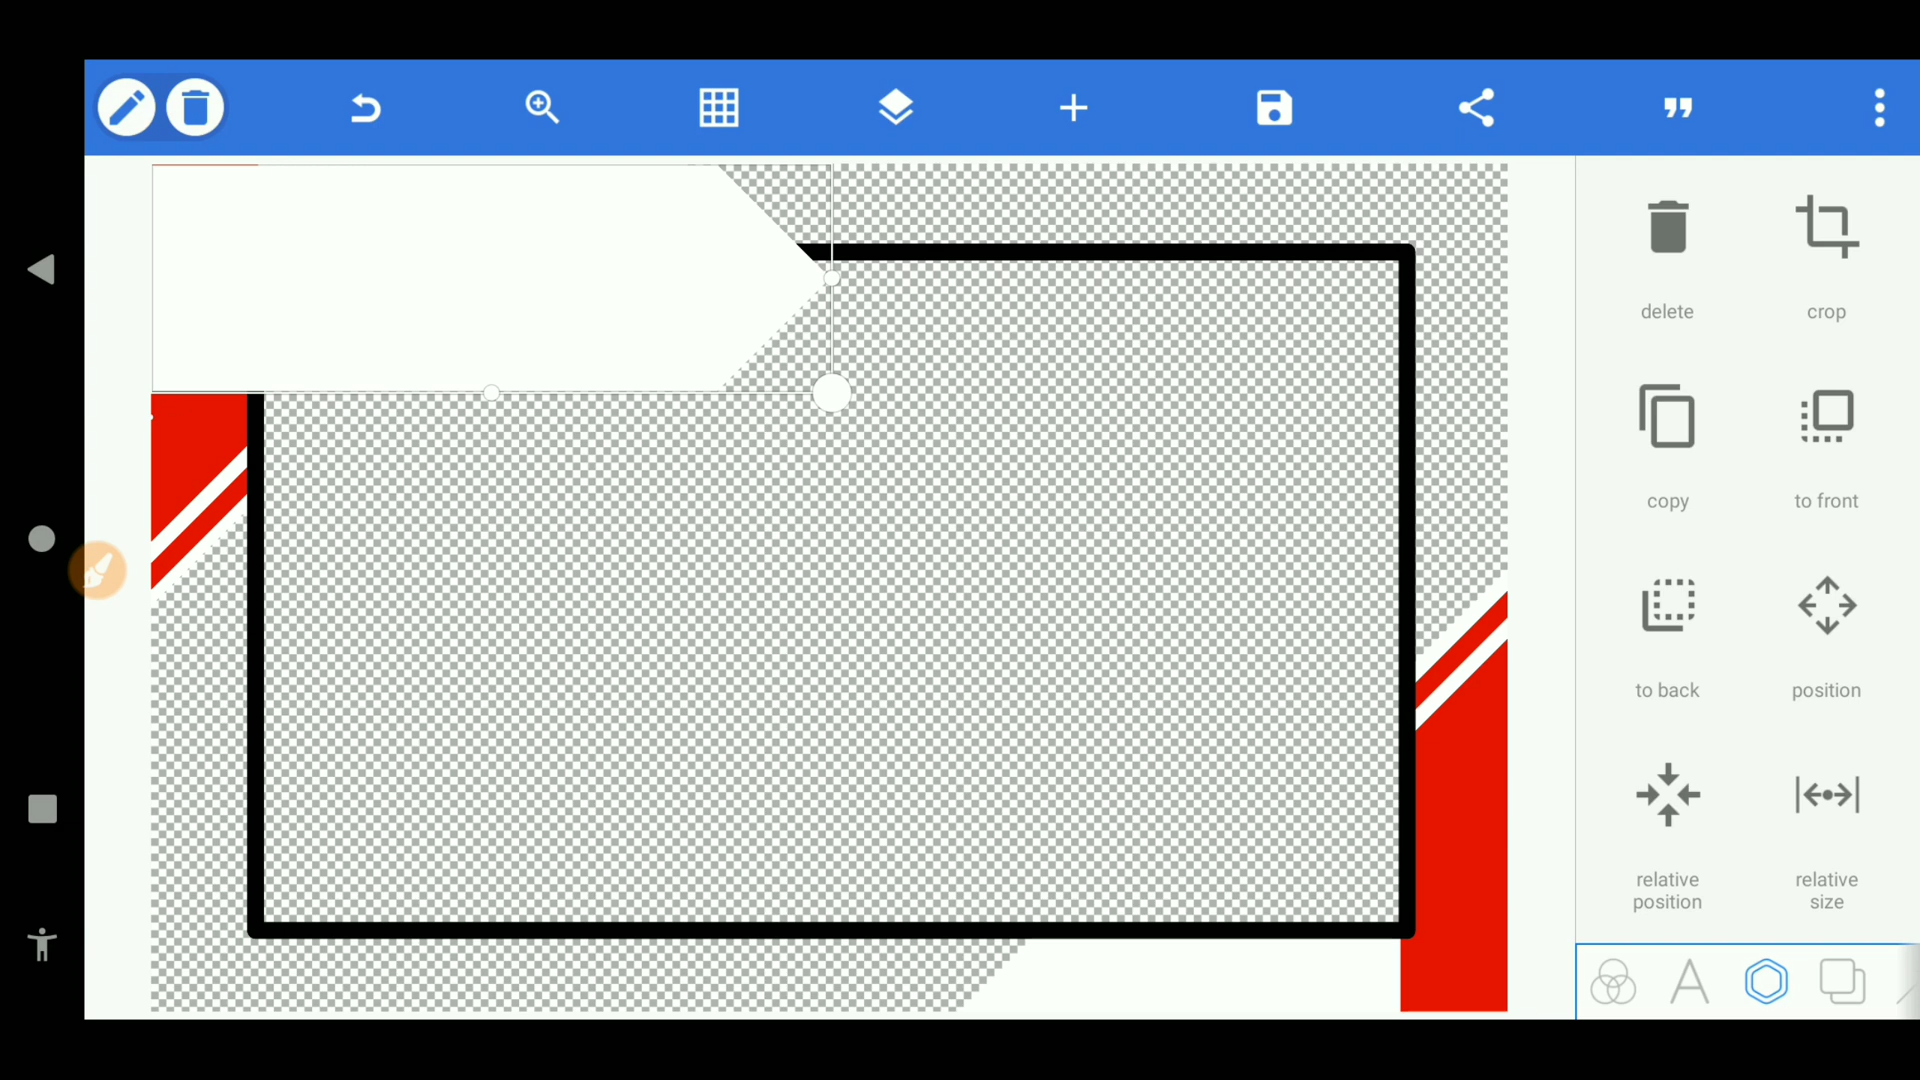 delete
crop
copy
to front
to back
position
relative
position
relative
size